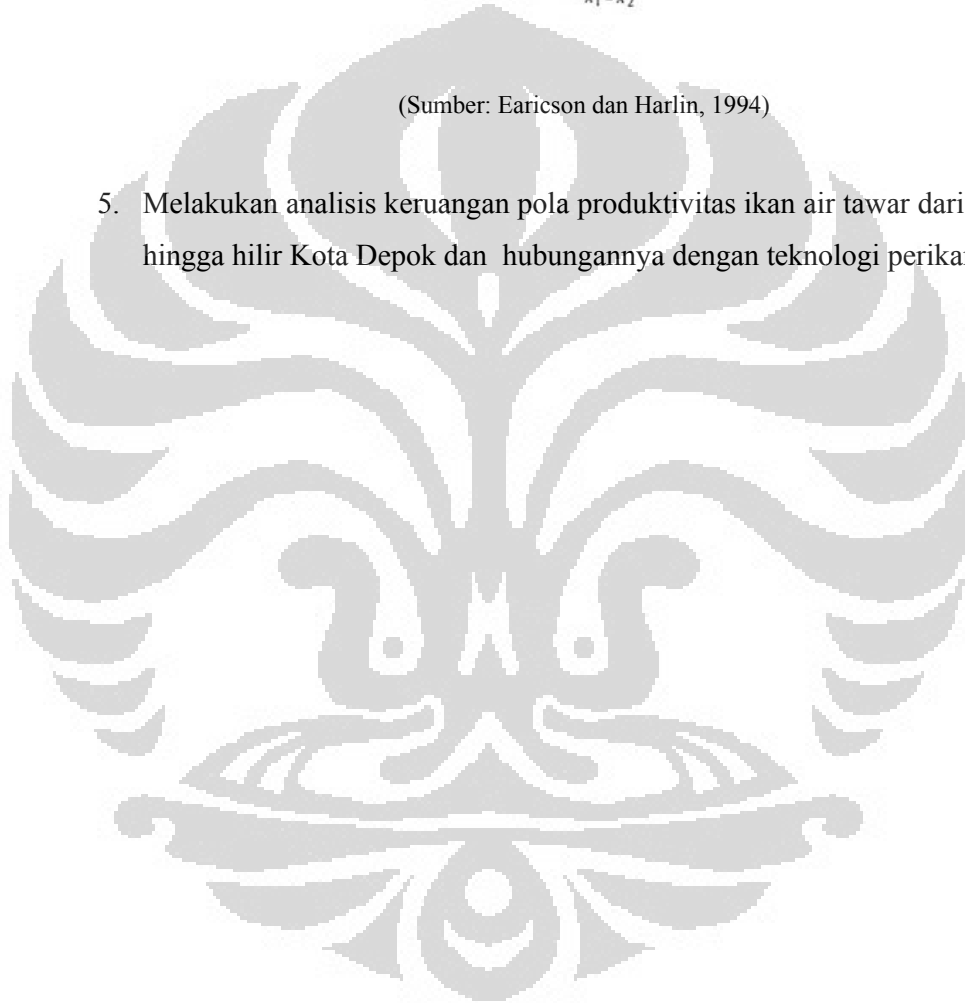 (Sumber: Earicson dan Harlin, 1994)
5. Melakukan analisis keruangan pola produktivitas ikan air tawar dari
hingga hilir Kota Depok dan hubungannya dengan teknologi